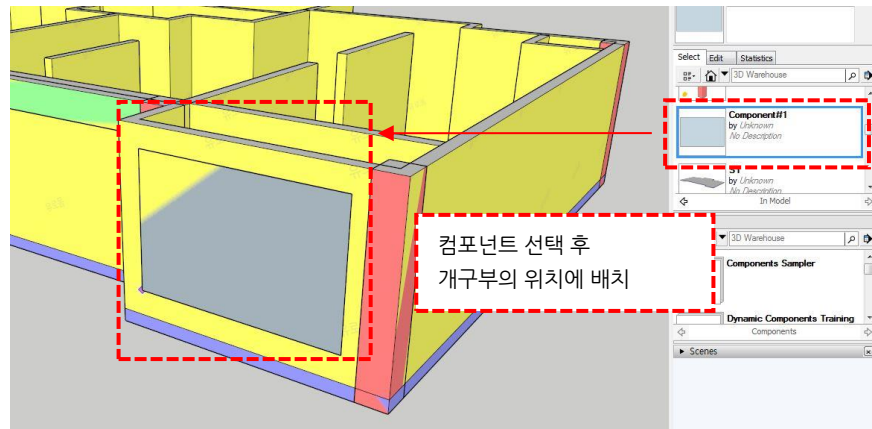 Select Edit Statistics
3D Warehouse
Component#1
by Unknown
No Description
by Unknown
No Description
In Model
컴포넌트 선택 후
개구부의 위치에 배치
3D Warehouse
Components Sampler
Dynamic Components Training
Components
Scenes